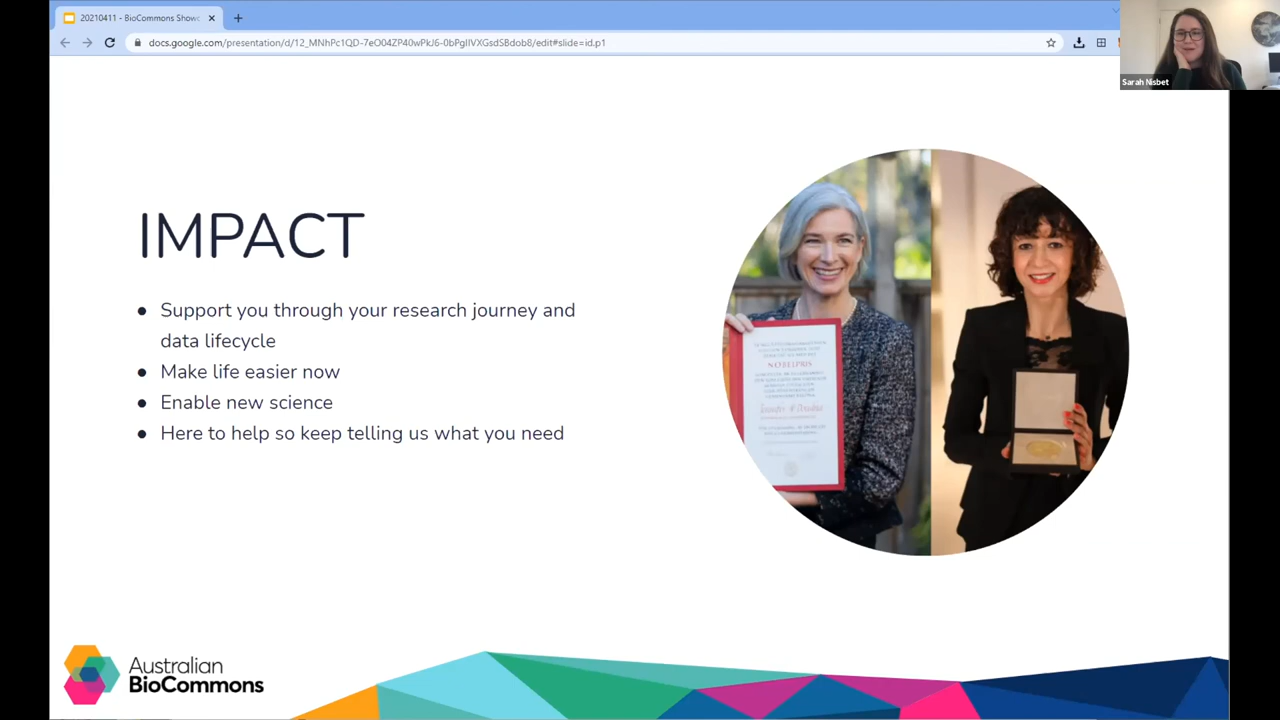 20210411 - BioCommons Showc
docs.google.com/presentation/d/12_MNhPc1QD-7eO04ZP40wPkJ6-0bPgIIVXGsdSBdob8/edit#slide=id.p1
Sarah Nisbet
IMPACT
● Support you through your research journey and
data lifecycle
● Make life easier now
● Enable new science
● Here to help so keep telling us what you need
NOBELPRIS
Australian
BioCommons